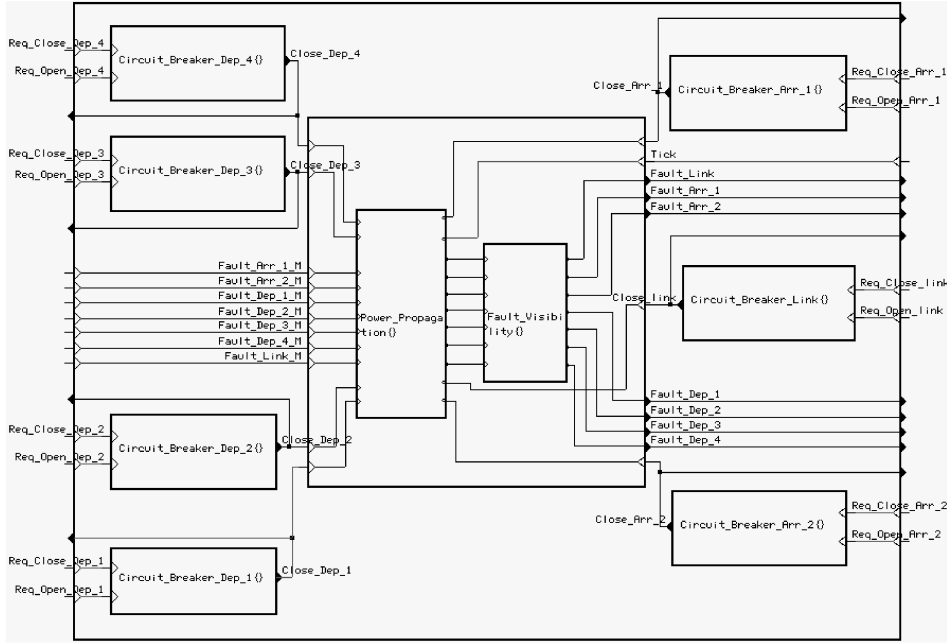 Req_Close_Dep_4
Circuit_Breaker_Dep_4{}
Close_Dep_4
Req_Open_Dep_4
Close_Arr_1
Circuit_Breaker_Arr_1{}
Req_Close_Arr_1
Req_Open_Arr_1
Req_Close_Dep_3
Circuit_Breaker_Dep_3{}
Close_Dep_3
Req_Open_Dep_3
Tick
Fault_Link
Fault_Arr_1
Fault_Arr_2
Fault_Arr_1_M
Fault_Arr_2_M
Fault_Dep_1_M
Fault_Dep_2_M
Fault_Dep_3_M
Fault_Dep_4_M
Fault_Link_M
Power_Propaga
tion{}
Fault_Visibi
lity{}
Close_link
Circuit_Breaker_Link{}
Req_Close_link
Req_Open_link
Fault_Dep_1
Fault_Dep_2
Fault_Dep_3
Fault_Dep_4
Req_Close_Dep_2
Circuit_Breaker_Dep_2{}
Close_Dep_2
Req_Open_Dep_2
Close_Arr_2
Circuit_Breaker_Arr_2{}
Req_Close_Arr_2
Req_Open_Arr_2
Req_Close_Dep_1
Circuit_Breaker_Dep_1{}
Close_Dep_1
Req_Open_Dep_1